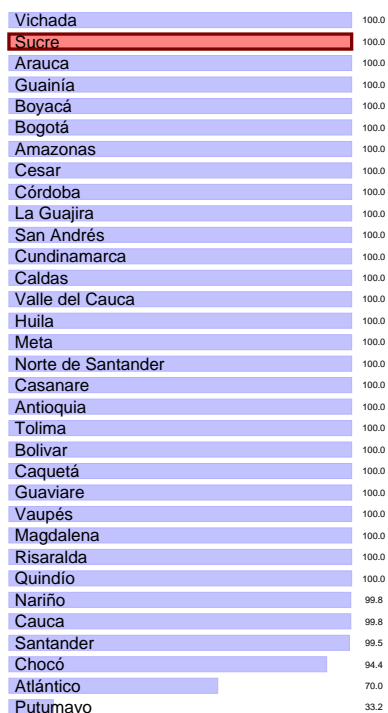 Vichada 100.0
Sucre 100.0
Arauca 100.0
Guainía 100.0
Boyacá 100.0
Bogotá 100.0
Amazonas 100.0
Cesar 100.0
Córdoba 100.0
La Guajira 100.0
San Andrés 100.0
Cundinamarca 100.0
Caldas 100.0
Valle del Cauca 100.0
Huila 100.0
Meta 100.0
Norte de Santander 100.0
Casanare 100.0
Antioquia 100.0
Tolima 100.0
Bolivar 100.0
Caquetá 100.0
Guaviare 100.0
Vaupés 100.0
Magdalena 100.0
Risaralda 100.0
Quindío 100.0
Nariño 99.8
Cauca 99.8
Santander 99.5
Chocó 94.4
Atlántico 70.0
Putumayo 33.2